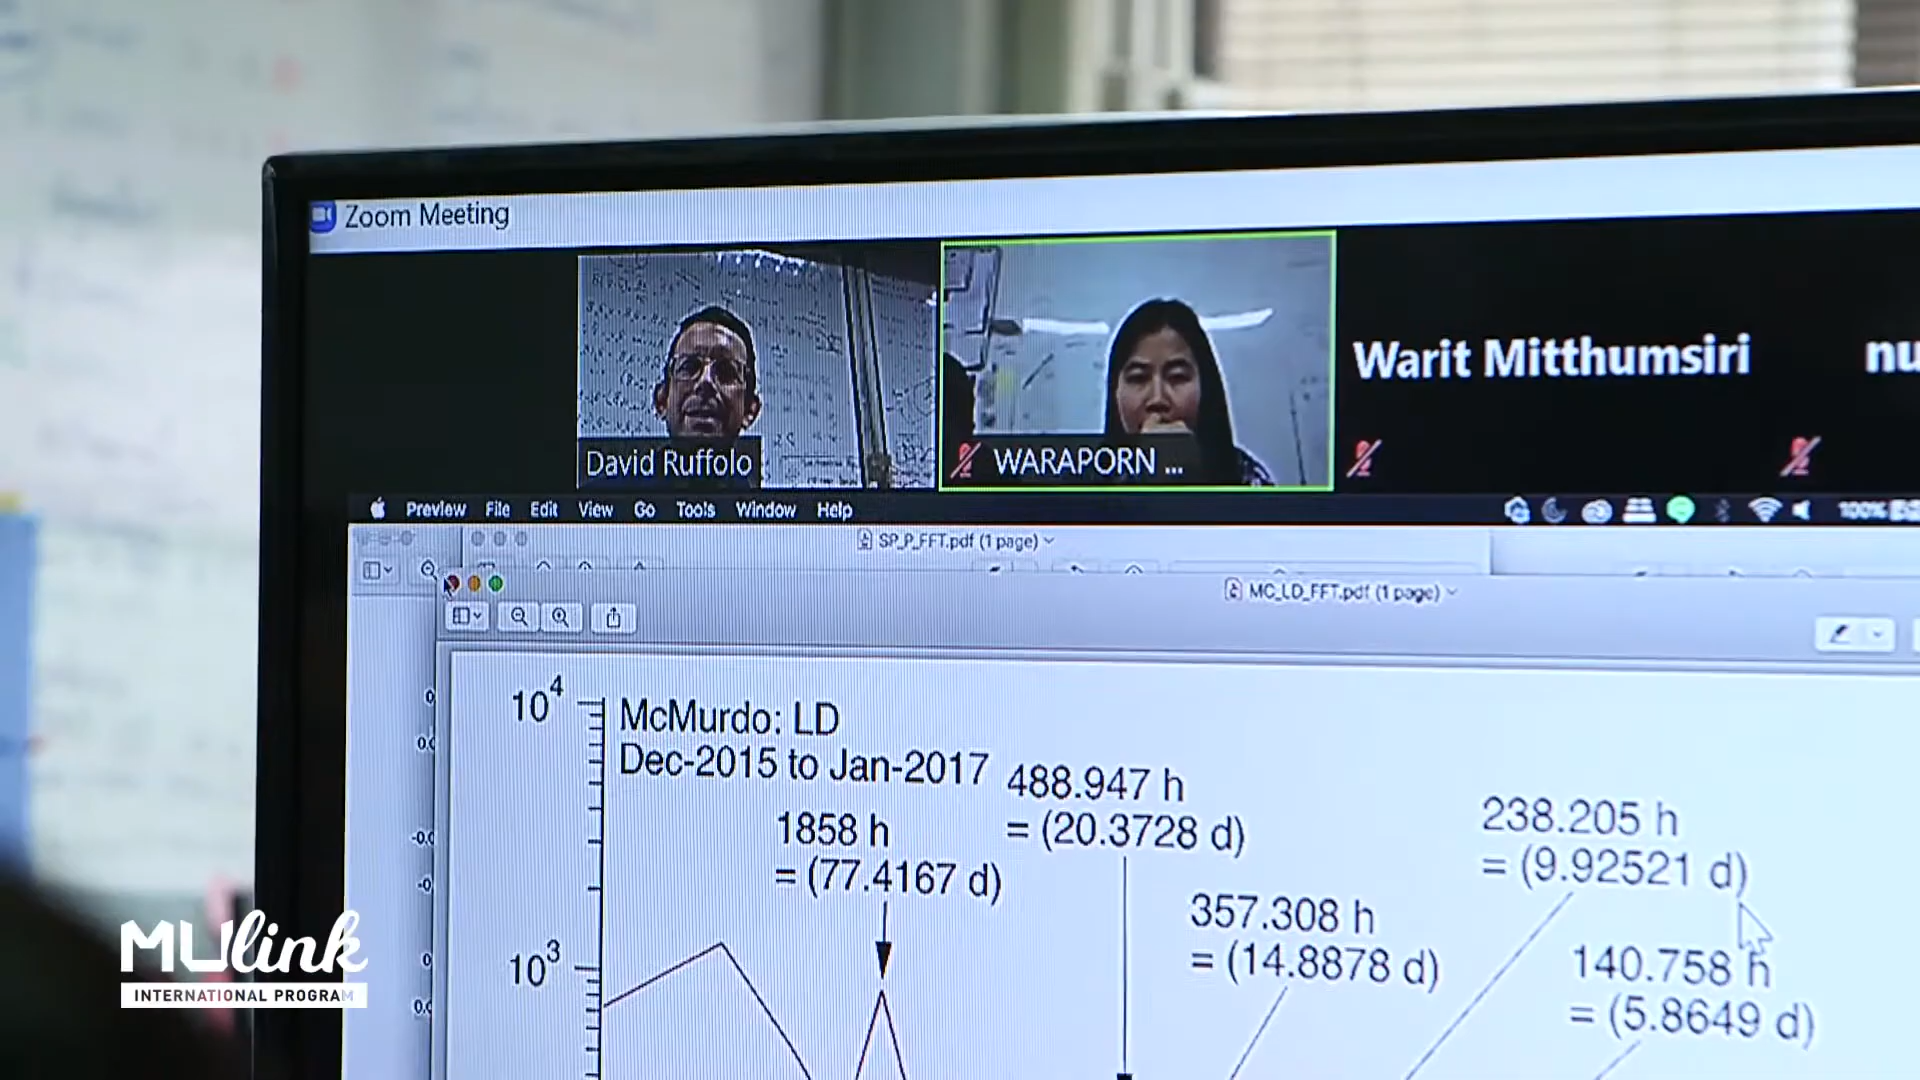 Zoom Meeting
David Ruffolo
WARAPORN ...
Warit Mitthumsiri
nu
Preview File Edit View Go Tools Window Help
100%
SP_P_FFT.pdf (1 page)
MC_LD_FFT.pdf (1 page)
10⁴
McMurdo: LD
Dec-2015 to Jan-2017
488.947 h
= (20.3728 d)
1858 h
= (77.4167 d)
238.205 h
= (9.92521 d)
357.308 h
= (14.8878 d)
140.758 h
= (5.8649 d)
10³
MUlink
INTERNATIONAL PROGRAM